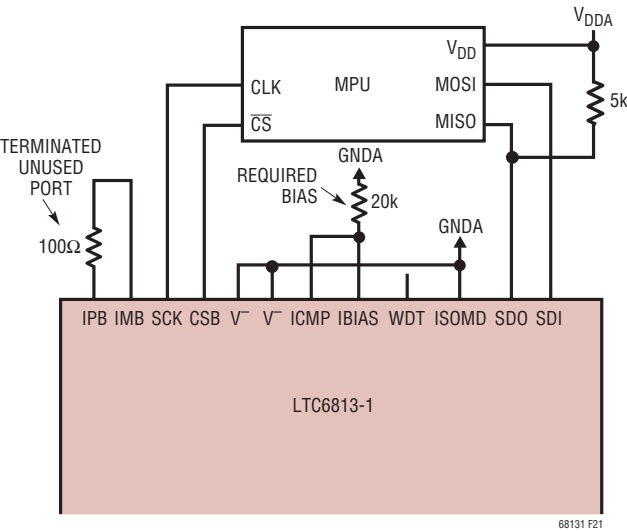 VDDA
VDD
CLK
MPU
MOSI
5k
CS
MISO
TERMINATED
UNUSED
PORT
GNDA
REQUIRED
BIAS
20k
GNDA
100Ω
IPB IMB SCK CSB V– V– ICMP IBIAS WDT ISOMD SDO SDI
LTC6813-1
68131 F21